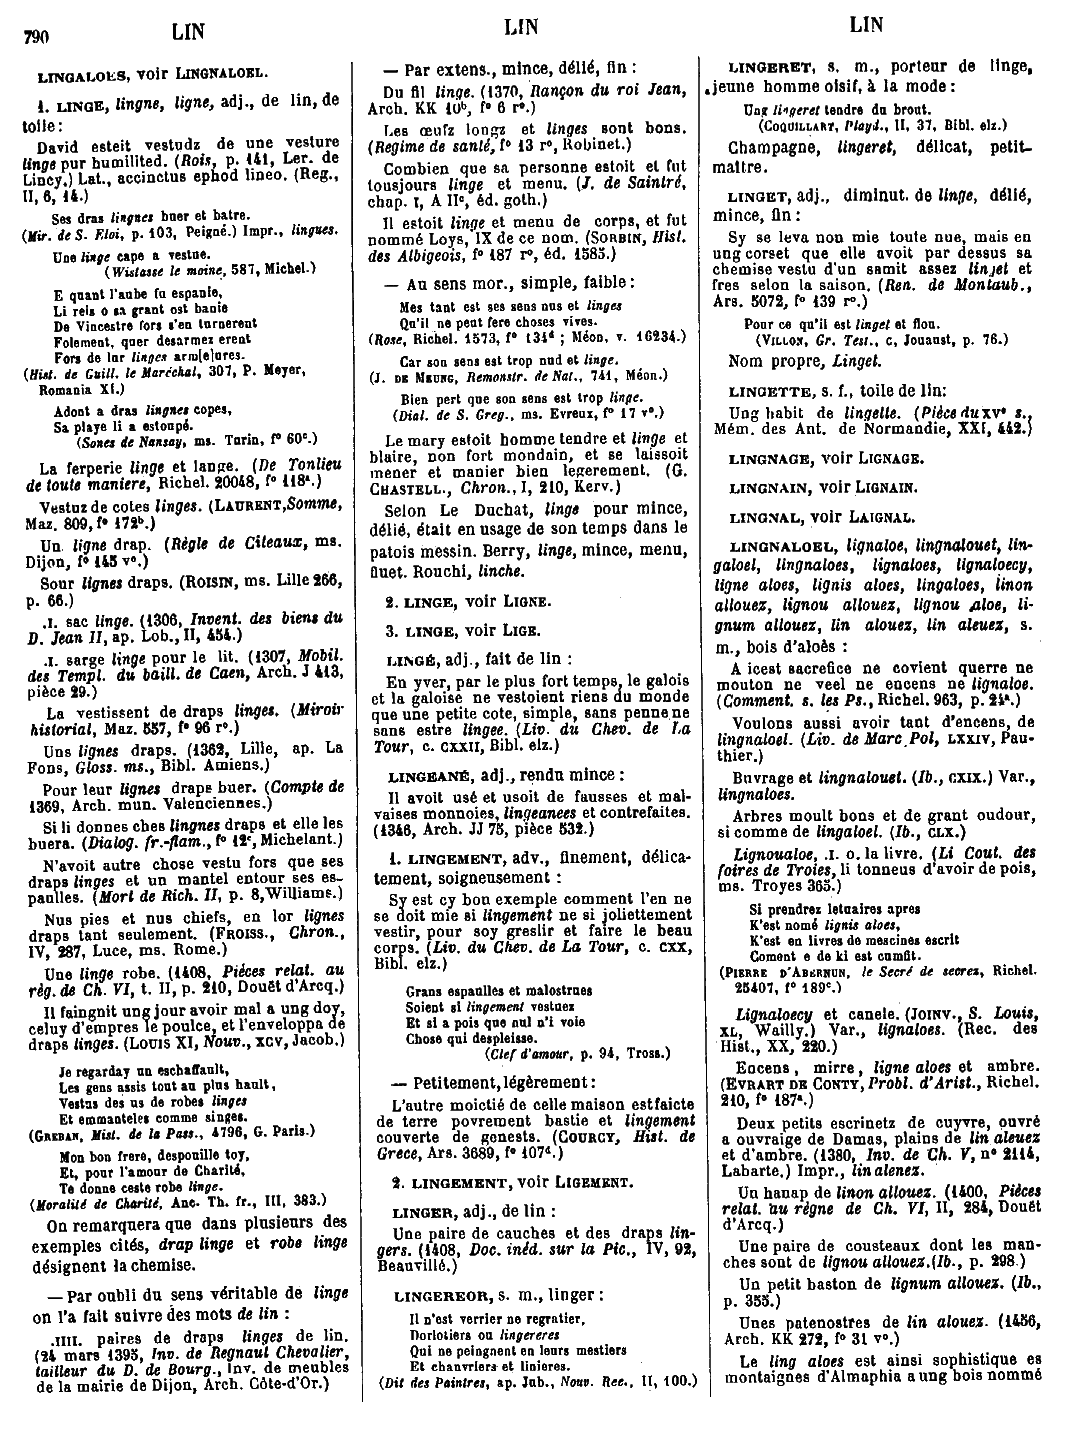 790
LIN
LIN
LIN
LINGALOES, voir LINGNALOEL.
1. LINGE, lingne, ligne, adj., de lin, de
toile :
David esteit vestudz de une vesture
linge pur humilited. (Rois, p. 141, Ler. de
Lincy.) Lat., accinctus ephod lineo. (Reg.,
II, 6, 14.)
Ses dras lingnes buer et batre.
(Mir. de S. Eloi, p. 103, Peigné.) Impr., lingues.
Une linge cape a vestue.
(Wistasse le moine, 587, Michel.)
E quant l'aube fu espanie,
Li reis o sa grant ost banie
De Vincestre fors s'en turnerent
Folement, quer desarmez erent
Fors de lur linges arm[e]ures.
(Hist. de Guill. le Maréchal, 307, P. Meyer,
Romania XI.)
Adont a dras lingnes copes,
Sa playe li a estoupé.
(Sones de Nansay, ms. Turin, f° 60c.)
La ferperie linge et lange. (De Tonlieu
de toute maniere, Richel. 20048, f° 118a.)
Vestuz de cotes linges. (LAURENT, Somme,
Maz. 809, f° 172b.)
Un ligne drap. (Règle de Citeaux, ms.
Dijon, f° 145 v°.)
Sour lignes draps. (ROISIN, ms. Lille 266,
p. 66.)
.I. sac linge. (1306, Invent. des biens du
D. Jean II, ap. Lob., II, 454.)
.I. sarge linge pour le lit. (1307, Mobil.
des Templ. du baill. de Caen, Arch. J 413,
pièce 29.)
La vestissent de draps linges. (Miroir
historial, Maz. 557, f° 96 r°.)
Uns lignes draps. (1362, Lille, ap. La
Fons, Gloss. ms., Bibl. Amiens.)
Pour leur lignes draps buer. (Compte de
1369, Arch. mun. Valenciennes.)
Si li donnes ches lingnes draps et elle les
buera. (Dialog. fr.-flam., f° 12c, Michelant.)
N'avoit autre chose vestu fors que ses
draps linges et un mantel entour ses es-
paulles. (Mort de Rich. II, p. 8, Williams.)
Nus pies et nus chiefs, en lor lignes
draps tant seulement. (FROISS., Chron.,
IV, 287, Luce, ms. Rome.)
Une linge robe. (1408, Pièces relat. au
règ. de Ch. VI, t. II, p. 210, Douët d'Arcq.)
Il faingnit ung jour avoir mal a ung doy,
celuy d'empres le poulce, et l'enveloppa de
draps linges. (LOUIS XI, Nouv., XCV, Jacob.)
Je regarday un eschaffault,
Les gens assis tout au plus hault,
Vestus des us de robes linges
Et emmanteles comme singes.
(GREBAN, Mist. de la Pass., 4796, G. Paris.)
Mon bon frere, despouille toy,
Et, pour l'amour de Charité,
Te donne ceste robe linge.
(Moralité de Charité, Anc. Th. fr., III, 383.)
On remarquera que dans plusieurs des
exemples cités, drap linge et robe linge
désignent la chemise.
— Par oubli du sens véritable de linge
on l'a fait suivre des mots de lin :
.IIII. paires de draps linges de lin.
(24 mars 1395, Inv. de Regnaut Chevalier,
tailleur du D. de Bourg., Inv. de meubles
de la mairie de Dijon, Arch. Côte-d'Or.)
— Par extens., mince, délié, fin :
Du fil linge. (1370, Rançon du roi Jean,
Arch. KK 10b, f° 6 r°.)
Les œufz longz et linges sont bons.
(Regime de santé, f° 13 r°, Robinet.)
Combien que sa personne estoit et fut
tousjours linge et menu. (J. de Saintré,
chap. I, A IIc, éd. goth.)
Il estoit linge et menu de corps, et fut
nommé Loys, IX de ce nom. (SORBIN, Hist.
des Albigeois, f° 187 r°, éd. 1585.)
— Au sens mor., simple, faible :
Mes tant est ses sens nus et linges
Qu'il ne peut fere choses vives.
(Rose, Richel. 1573, f° 134d ; Méon, v. 16234.)
Car son sens est trop nud et linge.
(J. DE MEUNG, Remonstr. de Nat., 741, Méon.)
Bien pert que son sens est trop linge.
(Dial. de S. Greg., ms. Evreux, f° 17 v°.)
Le mary estoit homme tendre et linge et
blaire, non fort mondain, et se laissoit
mener et manier bien legerement. (G.
CHASTELL., Chron., I, 210, Kerv.)
Selon Le Duchat, linge pour mince,
délié, était en usage de son temps dans le
patois messin. Berry, linge, mince, menu,
fluet. Rouchi, linche.
2. LINGE, voir LIGNE.
3. LINGE, voir LIGE.
LINGÉ, adj., fait de lin :
En yver, par le plus fort temps, le galois
et la galoise ne vestoient riens du monde
que une petite cote, simple, sans penne ne
sans estre lingee. (Liv. du Chev. de La
Tour, c. CXXII, Bibl. elz.)
LINGEANÉ, adj., rendu mince :
Il avoit usé et usoit de fausses et mal-
vaises monnoies, lingeanees et contrefaites.
(1346, Arch. JJ 75, pièce 532.)
1. LINGEMENT, adv., finement, délica-
tement, soigneusement :
Sy est cy bon exemple comment l'en ne
se doit mie si lingement ne si joliettement
vestir, pour soy greslir et faire le beau
corps. (Liv. du Chev. de La Tour, c. CXX,
Bibl. elz.)
Grans espaulles et malostrues
Soient si lingement vestues
Et si a pois que nul n'i voie
Chose qui despleise.
(Clef d'amour, p. 94, Tross.)
— Petitement, légèrement :
L'autre moictié de celle maison est faicte
de terre povrement bastie et lingement
couverte de genests. (COURCY, Hist. de
Grece, Ars. 3689, f° 107d.)
2. LINGEMENT, voir LIGEMENT.
LINGER, adj., de lin :
Une paire de cauches et des draps lin-
gers. (1408, Doc. inéd. sur la Pic., IV, 92,
Beauvillé.)
LINGEREOR, s. m., linger :
Il n'est verrier ne regratier,
Dorlotiers ou lingereres
Qui ne peingnent en leurs mestiers
Et chanvriers et linieres.
(Dit des Paintres, ap. Jub., Nouv. Rec., II, 100.)
LINGERET, s. m., porteur de linge,
jeune homme oisif, à la mode :
Ung lingeret tendre du brout.
(COQUILLART, Playd., II, 37, Bibl. elz.)
Champagne, lingeret, délicat, petit-
maître.
LINGET, adj., diminut. de linge, délié,
mince, fin :
Sy se leva non mie toute nue, mais en
ung corset que elle avoit par dessus sa
chemise vestu d'un samit assez linjet et
fres selon la saison. (Ren. de Montaub.,
Ars. 5072, f° 139 r°.)
Pour ce qu'il est linget et flou.
(VILLON, Gr. Test., C, Jouaust, p. 76.)
Nom propre, Linget.
LINGETTE, s. f., toile de lin :
Ung habit de lingette. (Pièce du XVe s.,
Mém. des Ant. de Normandie, XXI, 442.)
LINGNAGE, voir LIGNAGE.
LINGNAIN, voir LIGNAIN.
LINGNAL, voir LAIGNAL.
LINGNALOEL, lignaloe, lingnalouet, lin-
galoel, lingnaloes, lignaloes, lignaloecy,
ligne aloes, lignis aloes, lingaloes, linon
allouez, lignou allouez, lignou aloe, li-
gnum allouez, lin alouez, lin aleuez, s.
m., bois d'aloès :
A icest sacrefice ne covient querre ne
mouton ne veel ne encens ne lignaloe.
(Comment. s. les Ps., Richel. 963, p. 24a.)
Voulons aussi avoir tant d'encens, de
lingnaloel. (Liv. de Marc Pol, LXXIV, Pau-
thier.)
Buvrage et lingnalouet. (Ib., CXIX.) Var.,
lingnaloes.
Arbres moult bons et de grant oudour,
si comme de lingaloel. (Ib., CLX.)
Lignoualoe, .I. o. la livre. (Li Cout. des
foires de Troies, li tonneus d'avoir de pois,
ms. Troyes 365.)
Si prendrez letuaires apres
K'est nomé lignis aloes,
K'est en livres de mescines escrit
Coment e de ki est cumfit.
(PIERRE D'ABERNUN, le Secré de secrez, Richel.
25407, f° 189c.)
Lignaloecy et canele. (JOINV., S. Louis,
XL, Wailly.) Var., lignaloes. (Rec. des
Hist., XX, 220.)
Encens, mirre, ligne aloes et ambre.
(EVRART DE CONTY, Probl. d'Arist., Richel.
210, f° 187a.)
Deux petits escrinetz de cuyvre, ouvré
a ouvraige de Damas, plains de lin aleuez
et d'ambre. (1380, Inv. de Ch. V, n° 2114,
Labarte.) Impr., lin alenez.
Un hanap de linon allouez. (1400, Pièces
relat. au règne de Ch. VI, II, 284, Douët
d'Arcq.)
Une paire de cousteaux dont les man-
ches sont de lignou allouez. (Ib., p. 298.)
Un petit baston de lignum allouez. (Ib.,
p. 355.)
Unes patenostres de lin alouez. (1456,
Arch. KK 272, f° 31 v°.)
Le ling aloes est ainsi sophistique es
montaignes d'Almaphia a ung bois nommé